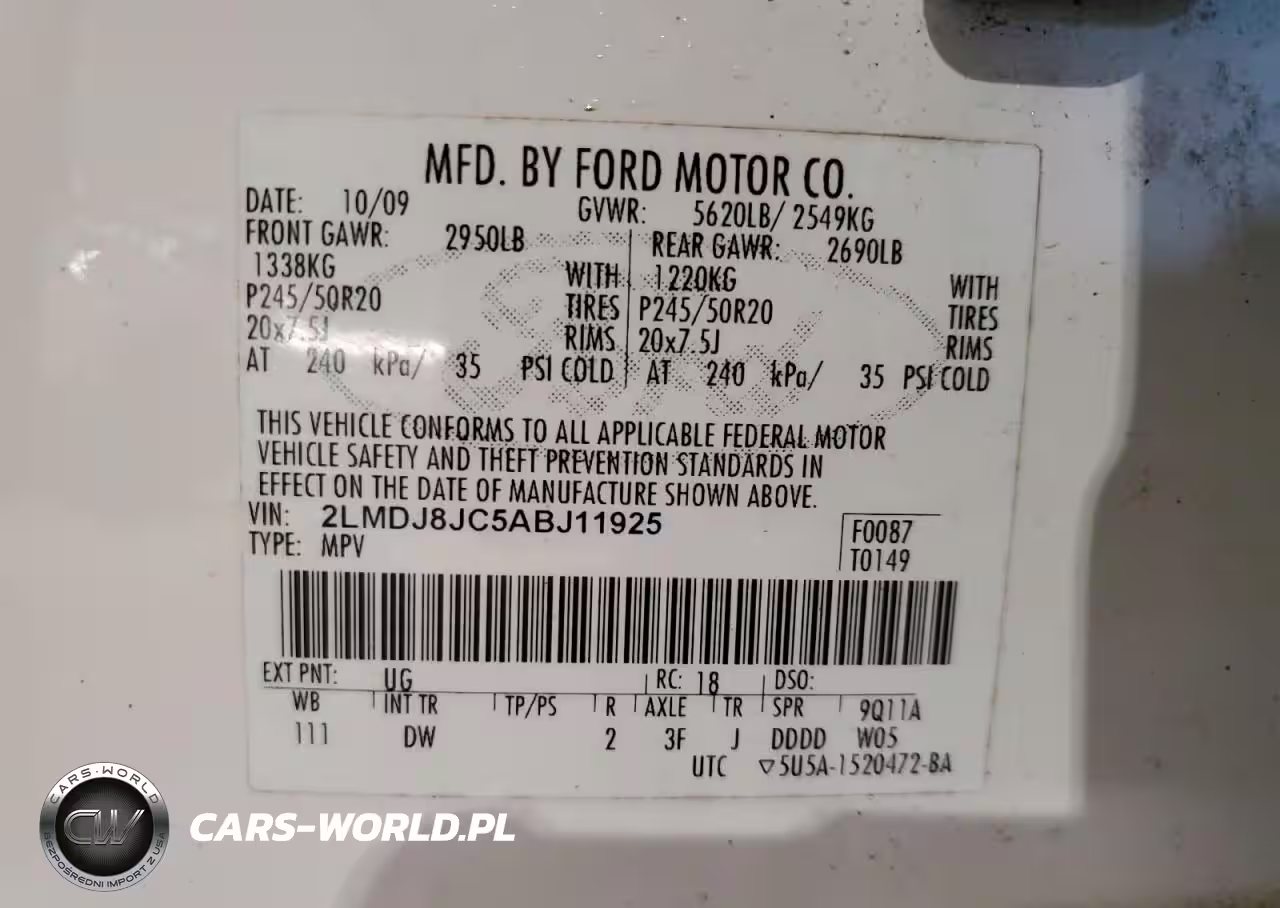 MFD. BY FORD MOTOR CO.
DATE: 10/09 GVWR: 5620LB/ 2549KG
FRONT GAWR: 2950LB REAR GAWR: 2690LB
1338KG WITH 1220KG WITH
P245/50R20 TIRES P245/50R20 TIRES
20x7.5J RIMS 20x7.5J RIMS
AT 240 kPa/ 35 PSI COLD AT 240 kPa/ 35 PSI COLD
THIS VEHICLE CONFORMS TO ALL APPLICABLE FEDERAL MOTOR
VEHICLE SAFETY AND THEFT PREVENTION STANDARDS IN
EFFECT ON THE DATE OF MANUFACTURE SHOWN ABOVE.
VIN: 2LMDJ8JC5ABJ11925 F0087
TYPE: MPV T0149
EXT PNT: UG RC: 18 DSO:
WB INT TR TP/PS R AXLE TR SPR 9Q11A
111 DW 2 3F J DDDD W05
UTC ▽5U5A-1520472-BA
CARS-WORLD
CW
BEZPOŚREDNI IMPORT Z USA
CARS-WORLD.PL